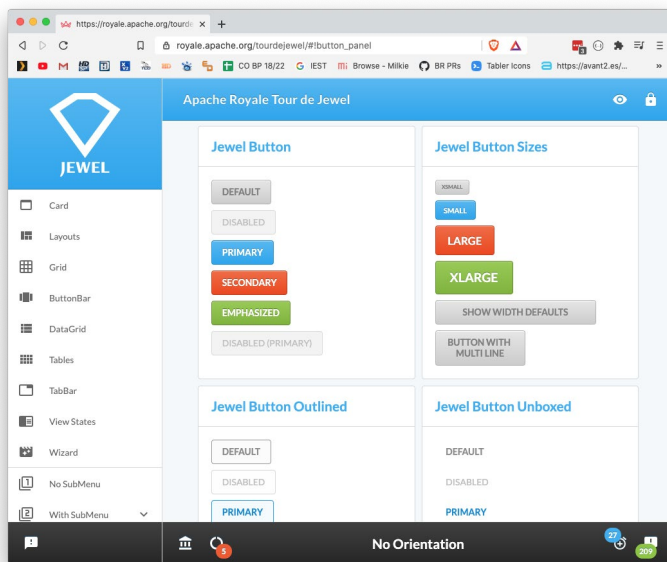 https://royale.apache.org/tourde
royale.apache.org/tourdejewel/#!button_panel
3
CO BP 18/22
IEST
Browse - Milkie
BR PRs
Tabler Icons
https://avant2.es/...
JEWEL
Card
Layouts
Grid
ButtonBar
DataGrid
Tables
TabBar
View States
Wizard
1 No SubMenu
2 With SubMenu
Apache Royale Tour de Jewel
Jewel Button
DEFAULT
DISABLED
PRIMARY
SECONDARY
EMPHASIZED
DISABLED (PRIMARY)
Jewel Button Sizes
XSMALL
SMALL
LARGE
XLARGE
SHOW WIDTH DEFAULTS
BUTTON WITH
MULTI LINE
Jewel Button Outlined
DEFAULT
DISABLED
PRIMARY
Jewel Button Unboxed
DEFAULT
DISABLED
PRIMARY
5
No Orientation
27
209